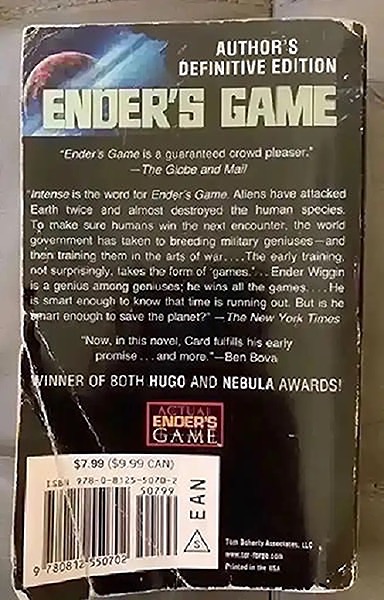 AUTHOR'S
DEFINITIVE EDITION
ENDER'S GAME
"Ender's Game is a guaranteed crowd pleaser."
—The Globe and Mail
"Intense is the word for Ender's Game. Aliens have attacked
Earth twice and almost destroyed the human species.
To make sure humans win the next encounter, the world
government has taken to breeding military geniuses—and
then training them in the arts of war. . . .The early training,
not surprisingly, takes the form of 'games.'. . . Ender Wiggin
is a genius among geniuses; he wins all the games. . . . He
is smart enough to know that time is running out. But is he
smart enough to save the planet?" —The New York Times
"Now, in this novel, Card fulfills his early
promise . . . and more."—Ben Bova
WINNER OF BOTH HUGO AND NEBULA AWARDS!
ACTUAL
ENDER'S
GAME
$7.99 ($9.99 CAN)
ISBN 978-0-8125-5070-2
50799
EAN
S
9 780812 550702
Tom Doherty Associates, LLC
www.tor-forge.com
Printed in the USA